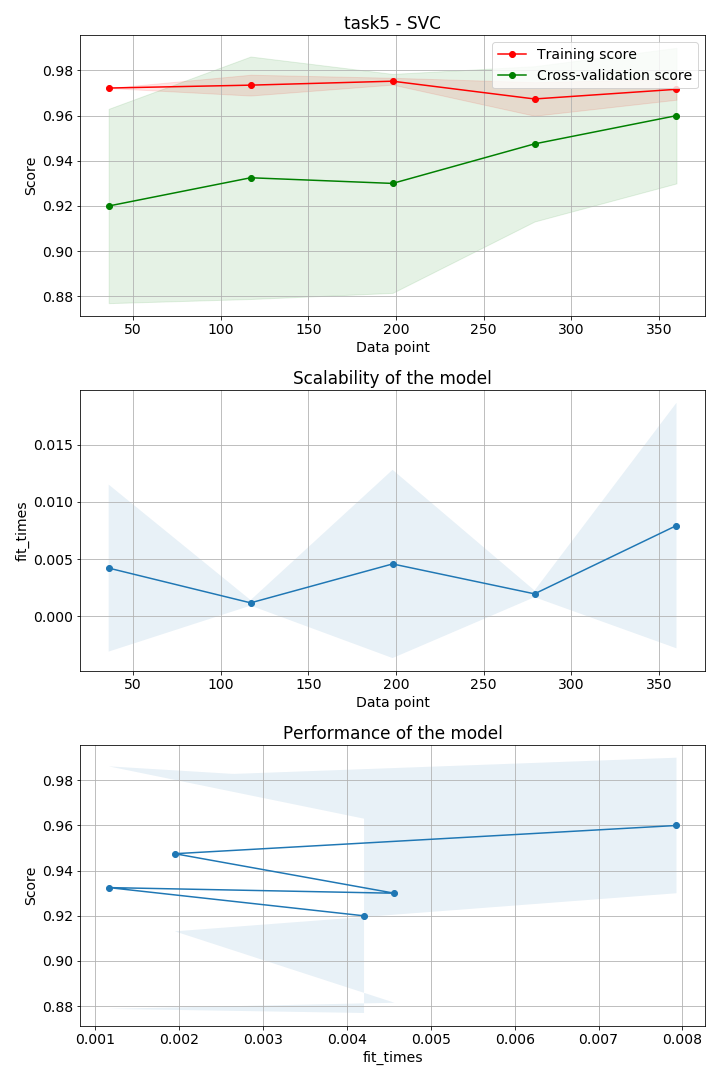 task5 - SVC
Training score
Cross-validation score
0.98
0.96
0.94
0.92
0.90
0.88
Score
50 100 150 200 250 300 350
Data point
Scalability of the model
0.015
0.010
0.005
0.000
fit_times
50 100 150 200 250 300 350
Data point
Performance of the model
0.98
0.96
0.94
0.92
0.90
0.88
Score
0.001 0.002 0.003 0.004 0.005 0.006 0.007 0.008
fit_times